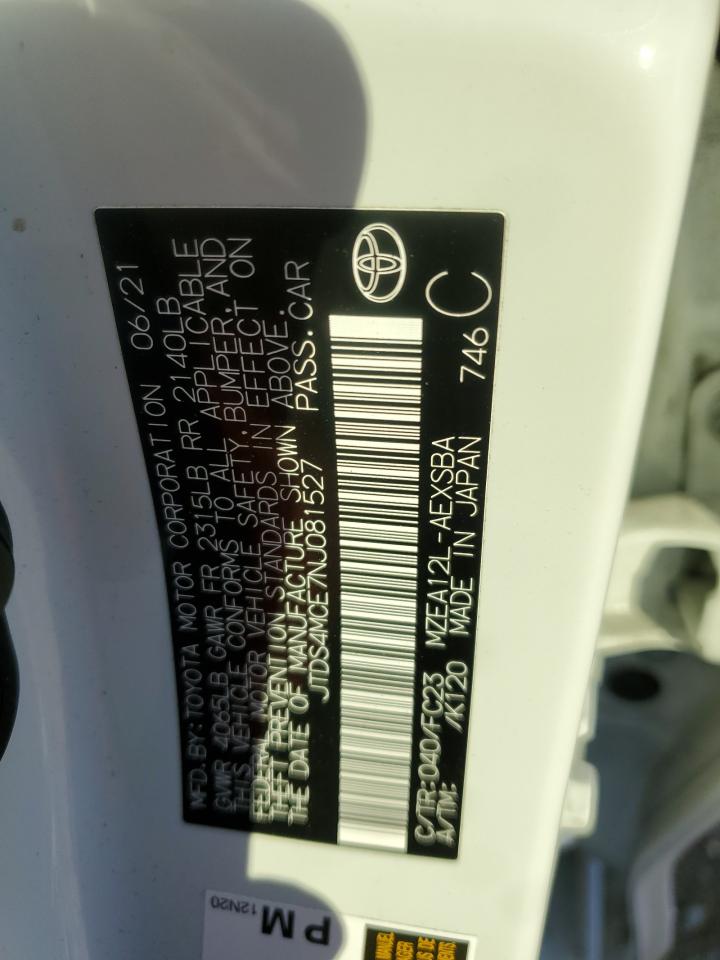 MFD.BY:TOYOTA MOTOR CORPORATION 06/21
GVWR 4065LB GAWR FR 2315LB RR 2140LB
THIS VEHICLE CONFORMS TO ALL APPLICABLE
FEDERAL MOTOR VEHICLE SAFETY, BUMPER, AND
THEFT PREVENTION STANDARDS IN EFFECT ON
THE DATE OF MANUFACTURE SHOWN ABOVE.
JTDS4MCE7NJ081527 PASS.CAR
C/TR:040/FC23 MZEA12L-AEXSBA 746 C
A/TM: /K120 MADE IN JAPAN
PM
12N20
MANUEL